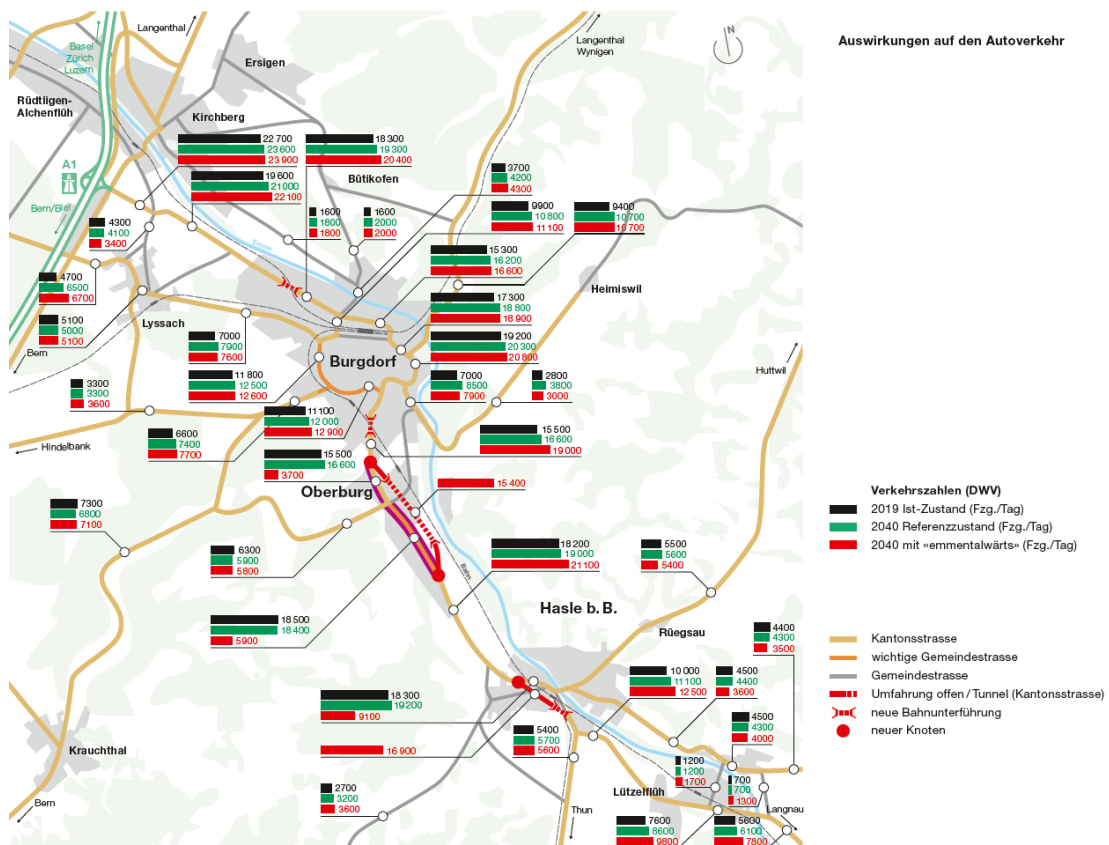 Auswirkungen auf den Autoverkehr
Langenthal
Basel
Zürich
Luzern
Ersigen
Langenthal
Wynigen
N
Rüdtligen-
Alchenflüh
Kirchberg
22 700
23 600
23 900
18 300
19 300
20 400
A1
Bern/Biel
19 600
21 000
22 100
Bütikofen
3700
4200
4300
1600
1800
1800
1600
2000
2000
9900
10 800
11 100
9400
10 700
10 700
4300
4100
3400
Emme
15 300
16 200
16 600
4700
6500
6700
Heimiswil
17 300
18 800
18 900
5100
5000
5100
Lyssach
7000
7900
7600
19 200
20 300
20 800
Bern
Burgdorf
Huttwil
11 800
12 500
12 600
7000
8500
7900
2800
3800
3000
3300
3300
3600
11 100
12 000
12 900
6600
7400
7700
15 500
16 600
19 000
Hindelbank
15 500
16 600
3700
Oberburg
15 400
7300
6800
7100
Verkehrszahlen (DWV)
2019 Ist-Zustand (Fzg./Tag)
2040 Referenzzustand (Fzg./Tag)
2040 mit «emmentalwärts» (Fzg./Tag)
6300
5900
5800
18 200
19 000
21 100
5500
5600
5400
Bahn
18 500
18 400
5900
Hasle b. B.
Rüegsau
4400
4300
3500
Kantonsstrasse
wichtige Gemeindestrasse
Gemeindestrasse
Umfahrung offen / Tunnel (Kantonsstrasse)
neue Bahnunterführung
neuer Knoten
10 000
11 100
12 500
4500
4400
3600
18 300
19 200
9100
4500
4300
4000
5400
5700
5600
16 900
Krauchthal
1200
1200
1700
700
700
1300
2700
3200
3600
Lützelflüh
Bern
Thun
Langnau
7600
8600
9800
5600
6100
7800